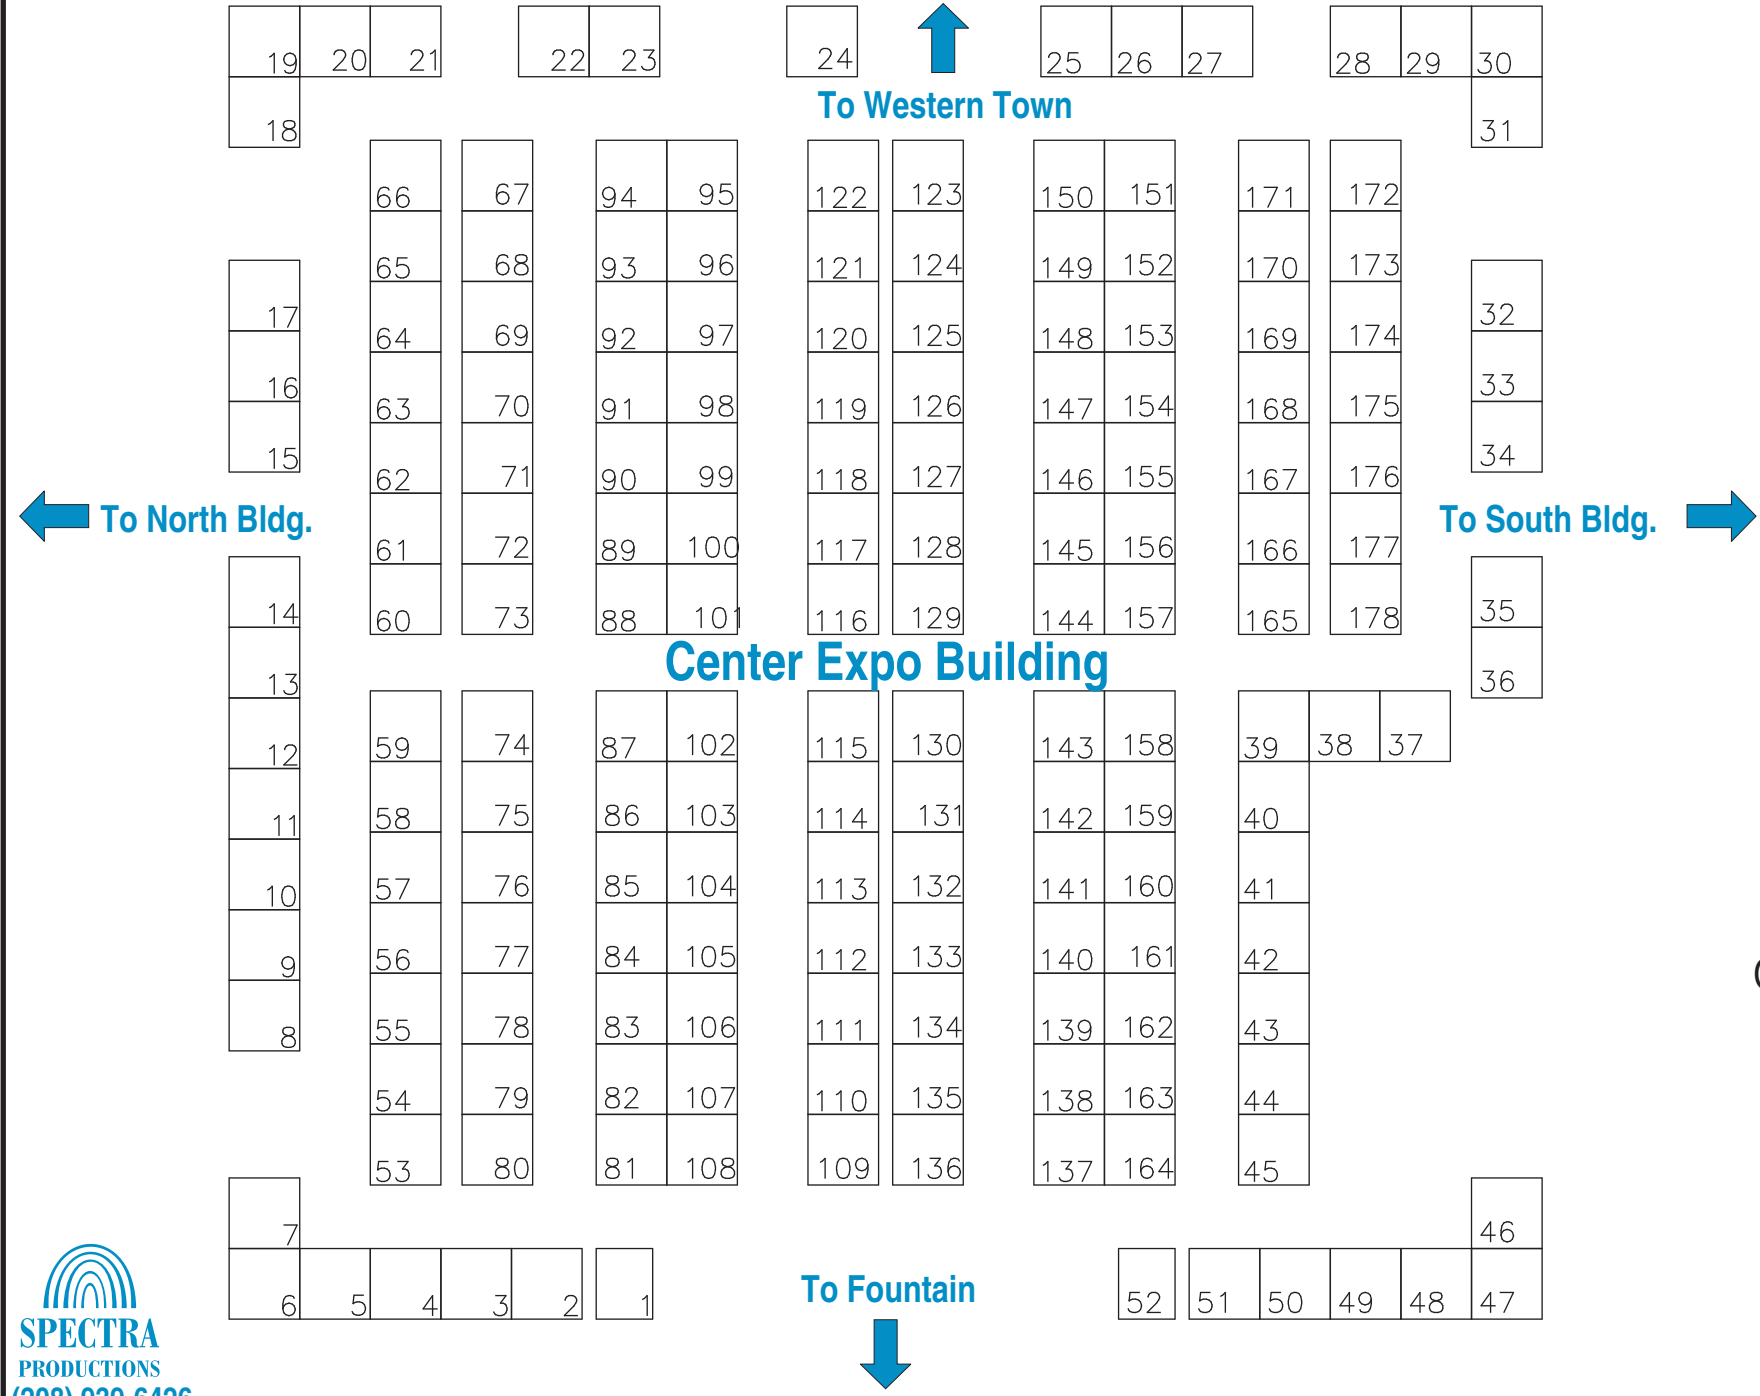 19 20 21 22 23 24 25 26 27 28 29 30
To Western Town
18 31
66 67 94 95 122 123 150 151 171 172
65 68 93 96 121 124 149 152 170 173
17 32
64 69 92 97 120 125 148 153 169 174
16 33
63 70 91 98 119 126 147 154 168 175
15 34
62 71 90 99 118 127 146 155 167 176
To North Bldg. To South Bldg.
61 72 89 100 117 128 145 156 166 177
14 35
60 73 88 101 116 129 144 157 165 178
Center Expo Building
13 36
12 59 74 87 102 115 130 143 158 39 38 37
11 58 75 86 103 114 131 142 159 40
10 57 76 85 104 113 132 141 160 41
9 56 77 84 105 112 133 140 161 42
8 55 78 83 106 111 134 139 162 43
54 79 82 107 110 135 138 163 44
53 80 81 108 109 136 137 164 45
7 46
6 5 4 3 2 1 52 51 50 49 48 47
To Fountain
SPECTRA
PRODUCTIONS
(208) 939-6426